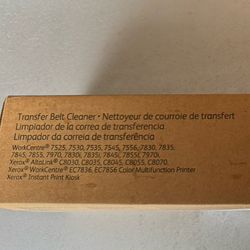 Transfer Belt Cleaner • Nettoyeur de courroie de transfert
Limpiador de la correa de transferencia
Limpador da correia de transferência
WorkCentre® 7525, 7530, 7535, 7545, 7556, 7830, 7835,
7845, 7855, 7970, 7830i, 7835i, 7845i, 7855i, 7970i
Xerox® AltaLink® C8030, C8035, C8045, C8055, C8070
Xerox® WorkCentre® EC7836, EC7856 Color Multifunction Printer
Xerox® Instant Print Kiosk